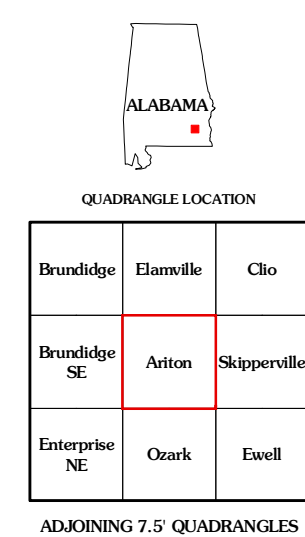 ALABAMA
QUADRANGLE LOCATION
Brundidge Elamville Clio
Brundidge
SE
Ariton Skipperville
Enterprise
NE
Ozark Ewell
ADJOINING 7.5' QUADRANGLES